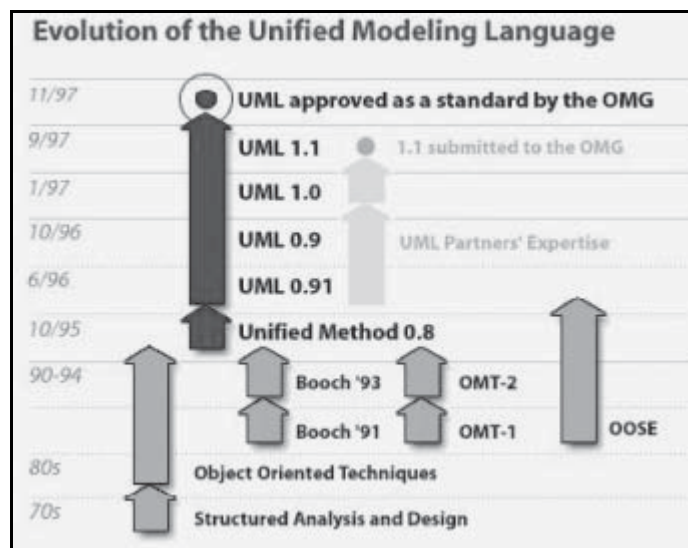 Evolution of the Unified Modeling Language
11/97 UML approved as a standard by the OMG
9/97 UML 1.1 1.1 submitted to the OMG
1/97 UML 1.0
10/96 UML 0.9 UML Partners' Expertise
6/96 UML 0.91
10/95 Unified Method 0.8
90-94 Booch '93 OMT-2
Booch '91 OMT-1 OOSE
80s Object Oriented Techniques
70s Structured Analysis and Design